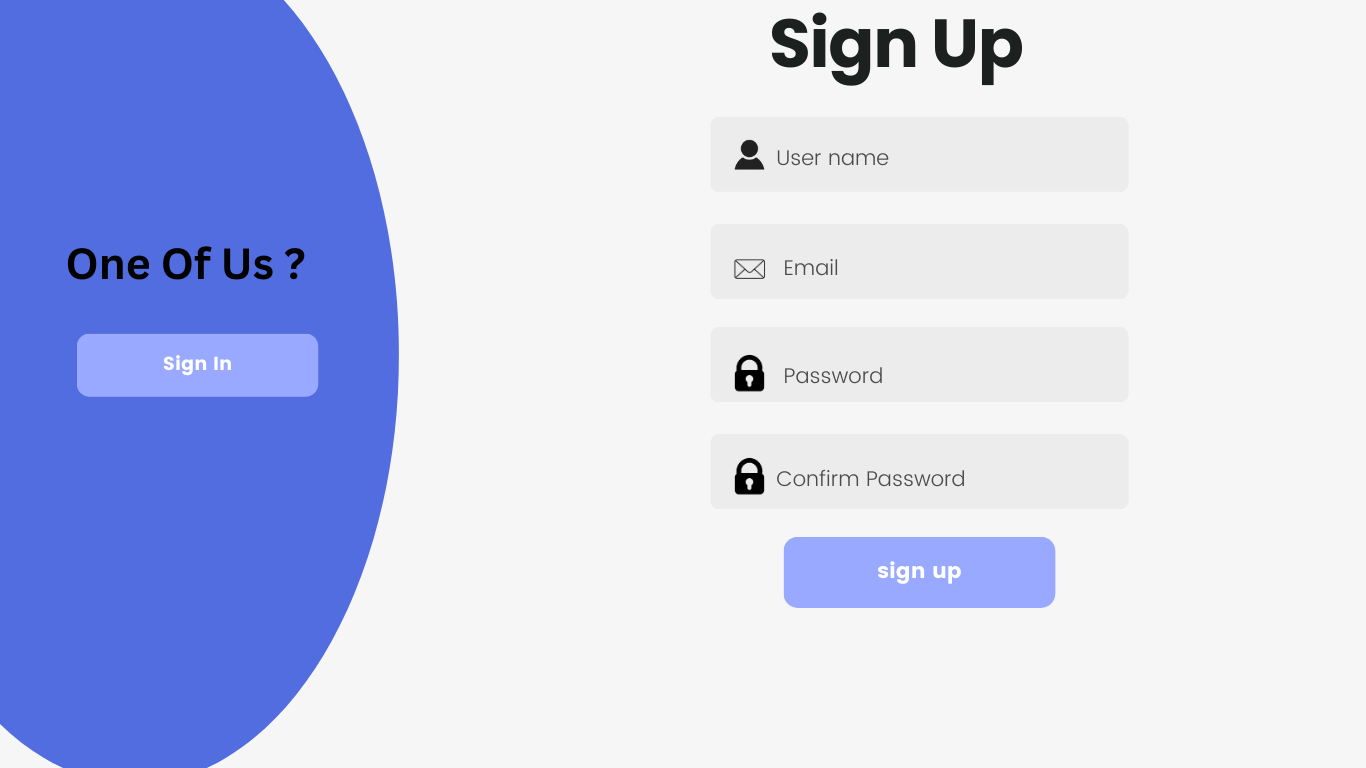 One Of Us ?
Sign In
Sign Up
User name
Email
Password
Confirm Password
sign up